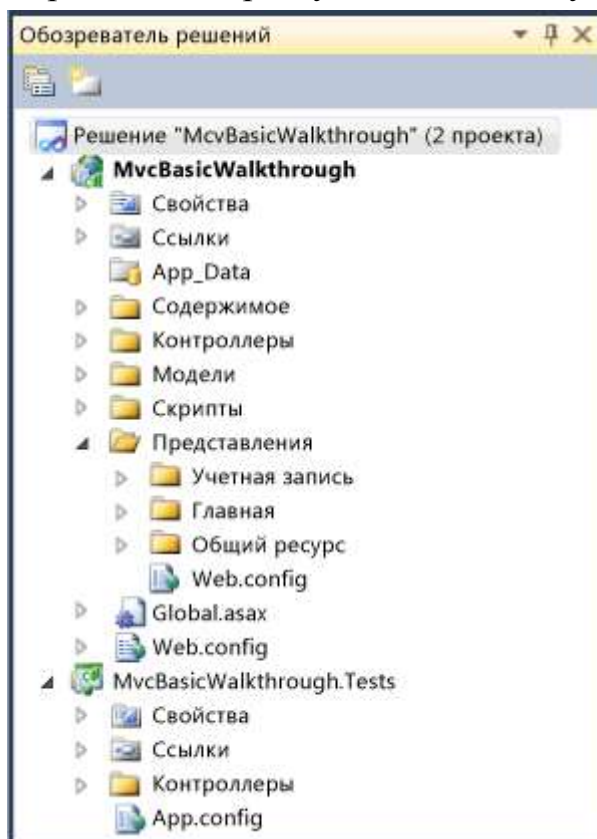 Обозреватель решений
Решение "McvBasicWalkthrough" (2 проекта)
MvcBasicWalkthrough
Свойства
Ссылки
App_Data
Содержимое
Контроллеры
Модели
Скрипты
Представления
Учетная запись
Главная
Общий ресурс
Web.config
Global.asax
Web.config
MvcBasicWalkthrough.Tests
Свойства
Ссылки
Контроллеры
App.config